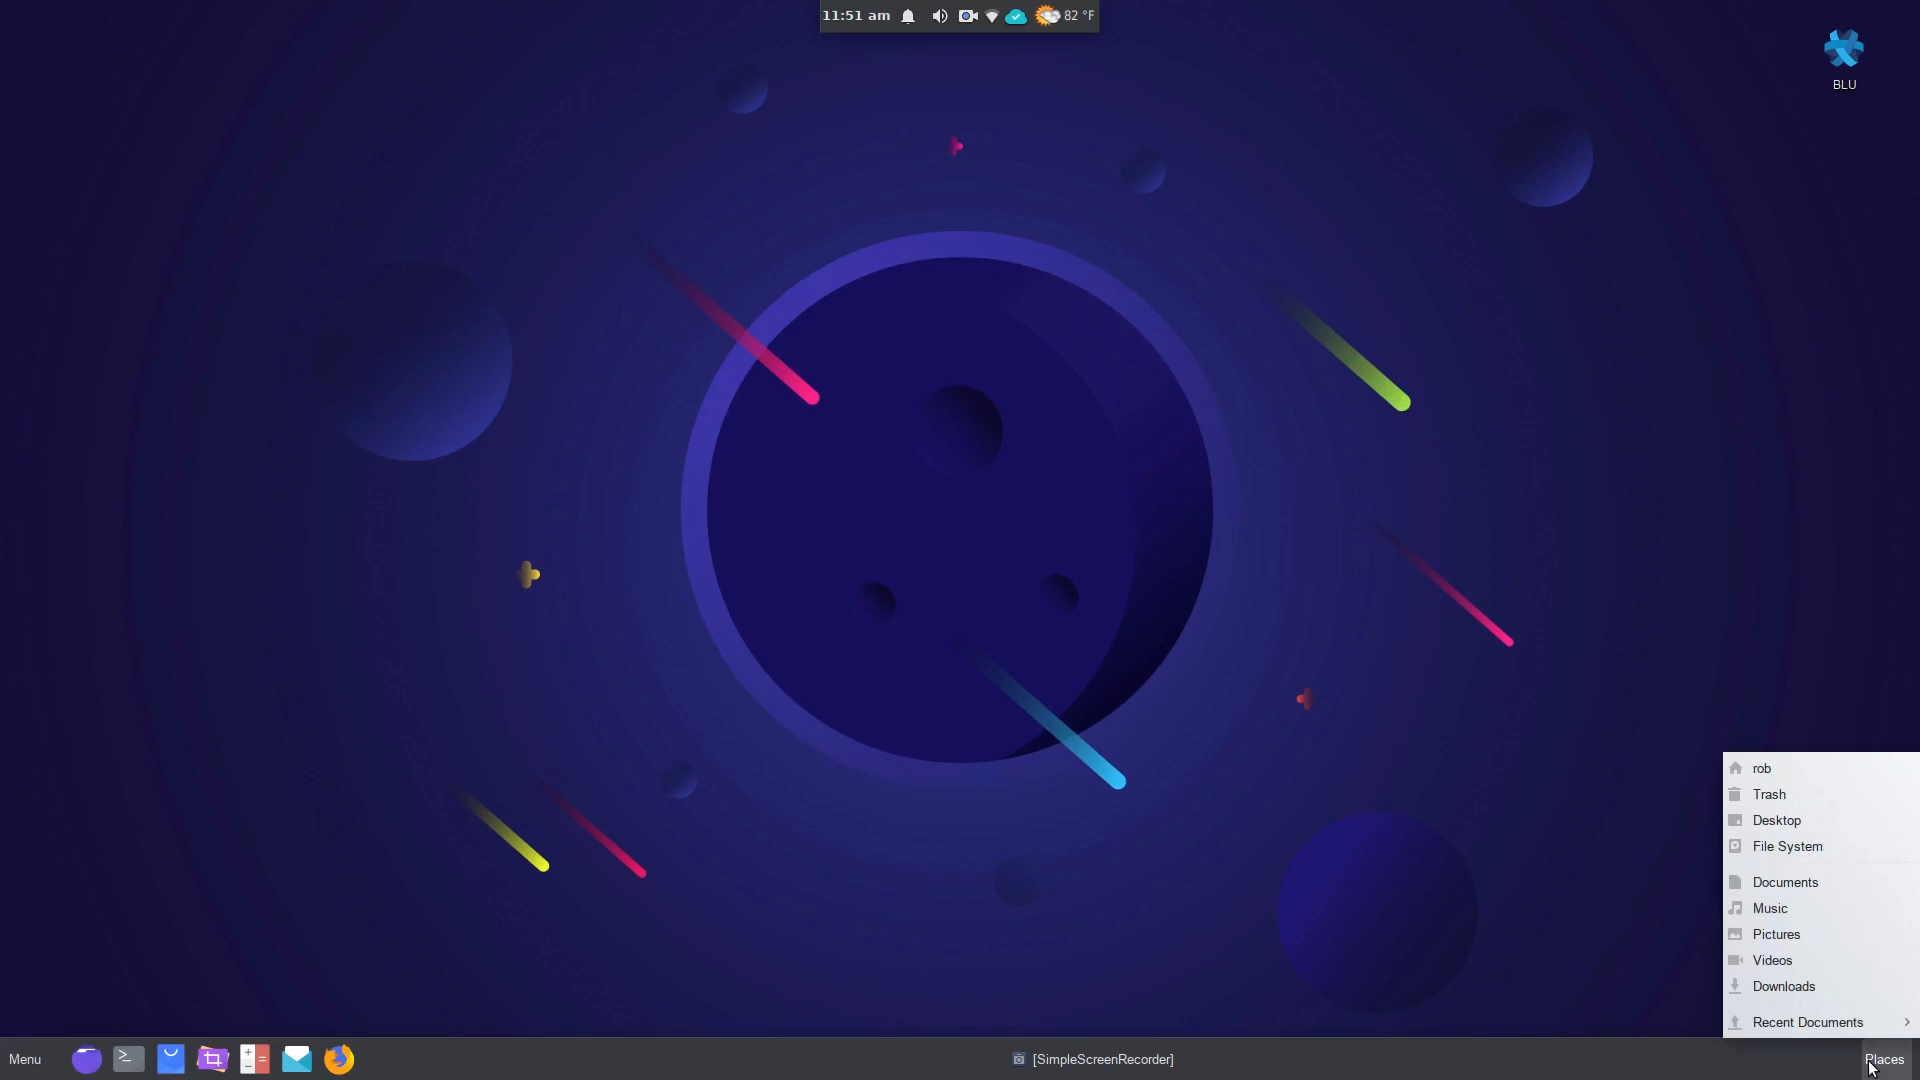 11:51 am 82 °F
BLU
rob
Trash
Desktop
File System
Documents
Music
Pictures
Videos
Downloads
Recent Documents
Menu
[SimpleScreenRecorder]
Places